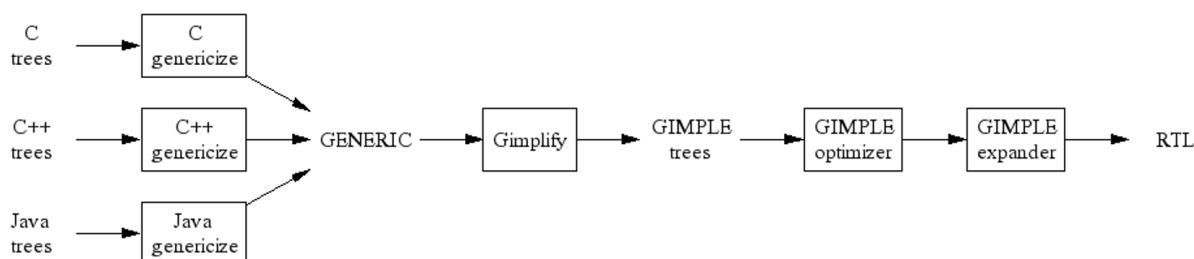 C
trees
C
genericize
C++
trees
C++
genericize
GENERIC
Gimplify
GIMPLE
trees
GIMPLE
optimizer
GIMPLE
expander
RTL
Java
trees
Java
genericize